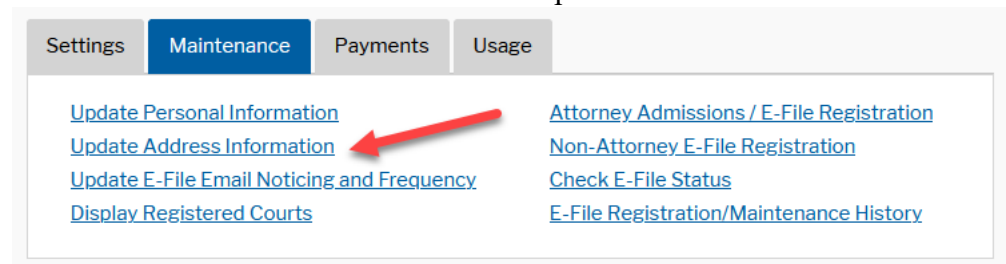 Settings Maintenance Payments Usage
Update Personal Information
Update Address Information
Update E-File Email Noticing and Frequency
Display Registered Courts
Attorney Admissions / E-File Registration
Non-Attorney E-File Registration
Check E-File Status
E-File Registration/Maintenance History